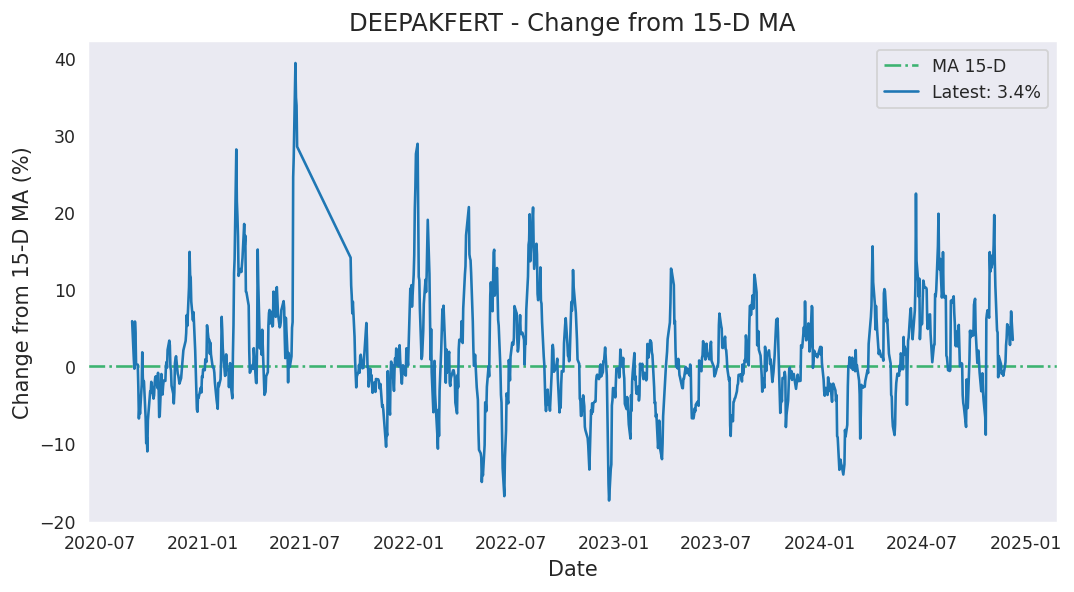 DEEPAKFERT - Change from 15-D MA
MA 15-D
Latest: 3.4%
Change from 15-D MA (%)
40
30
20
10
0
−10
−20
2020-07 2021-01 2021-07 2022-01 2022-07 2023-01 2023-07 2024-01 2024-07 2025-01
Date